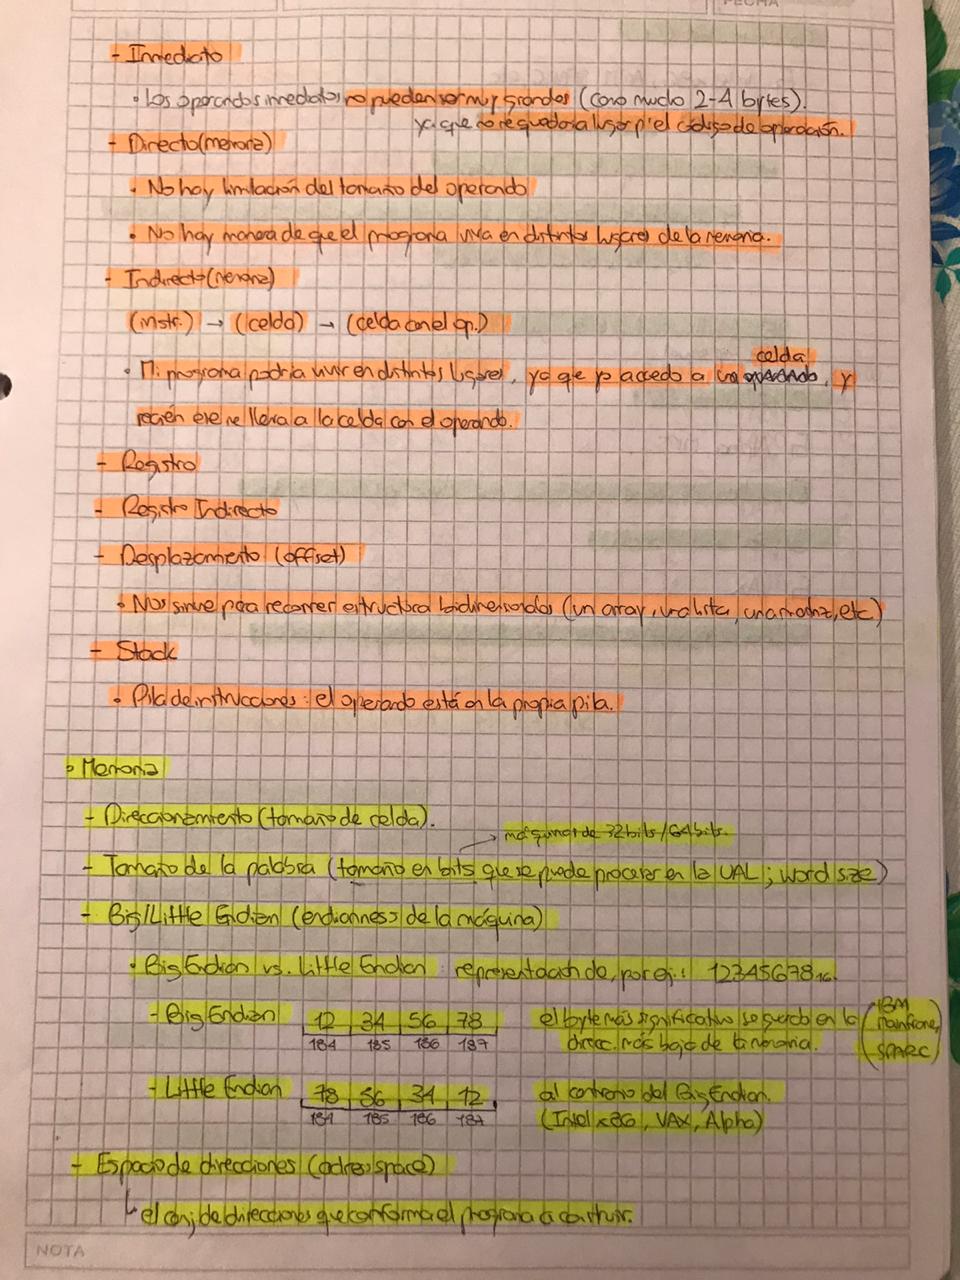 FECHA
- Inmediato
• Los operandos inmediatos no pueden ser muy grandes (como mucho 2-4 bytes).
ya que no quedaría lugar p/ el código de operación.
- Directo (memoria)
• No hay limitación del tamaño del operando
• No hay manera de que el programa viva en distintos lugares de la memoria.
- Indirecto (memoria)
(instr.) → (celda) → (celda con el op.)
celda
• Mi programa podría vivir en distintos lugares, ya que yo accedo a una operando, y
recién ese me lleva a la celda con el operando.
- Registro
- Registro Indirecto
- Desplazamiento (offset)
• Nos sirve para recorrer estructura bidimensionales (un array, una lista, una matriz, etc)
- Stack
• Pila de instrucciones: el operando está en la propia pila.
• Memoria
- Direccionamiento (tamaño de celda).
→ máquinas de 32 bits / 64 bits.
- Tamaño de la palabra (tamaño en bits que se puede procesar en la UAL; word size)
- Big/Little Endian (endianness de la máquina)
• Big Endian vs. Little Endian: representación de, por ej.: 12345678₁₆.
- Big Endian 12 34 56 78 el byte más significativo se guarda en la (IBM
184 185 186 187 direcc. más baja de la memoria. Mainframe,
SPARC)
- Little Endian 78 56 34 12. al contrario del Big Endian.
184 185 186 187 (Intel x86, VAX, Alpha)
- Espacio de direcciones (adress space)
↳ el conj. de direcciones que conforma el programa a construir.
NOTA